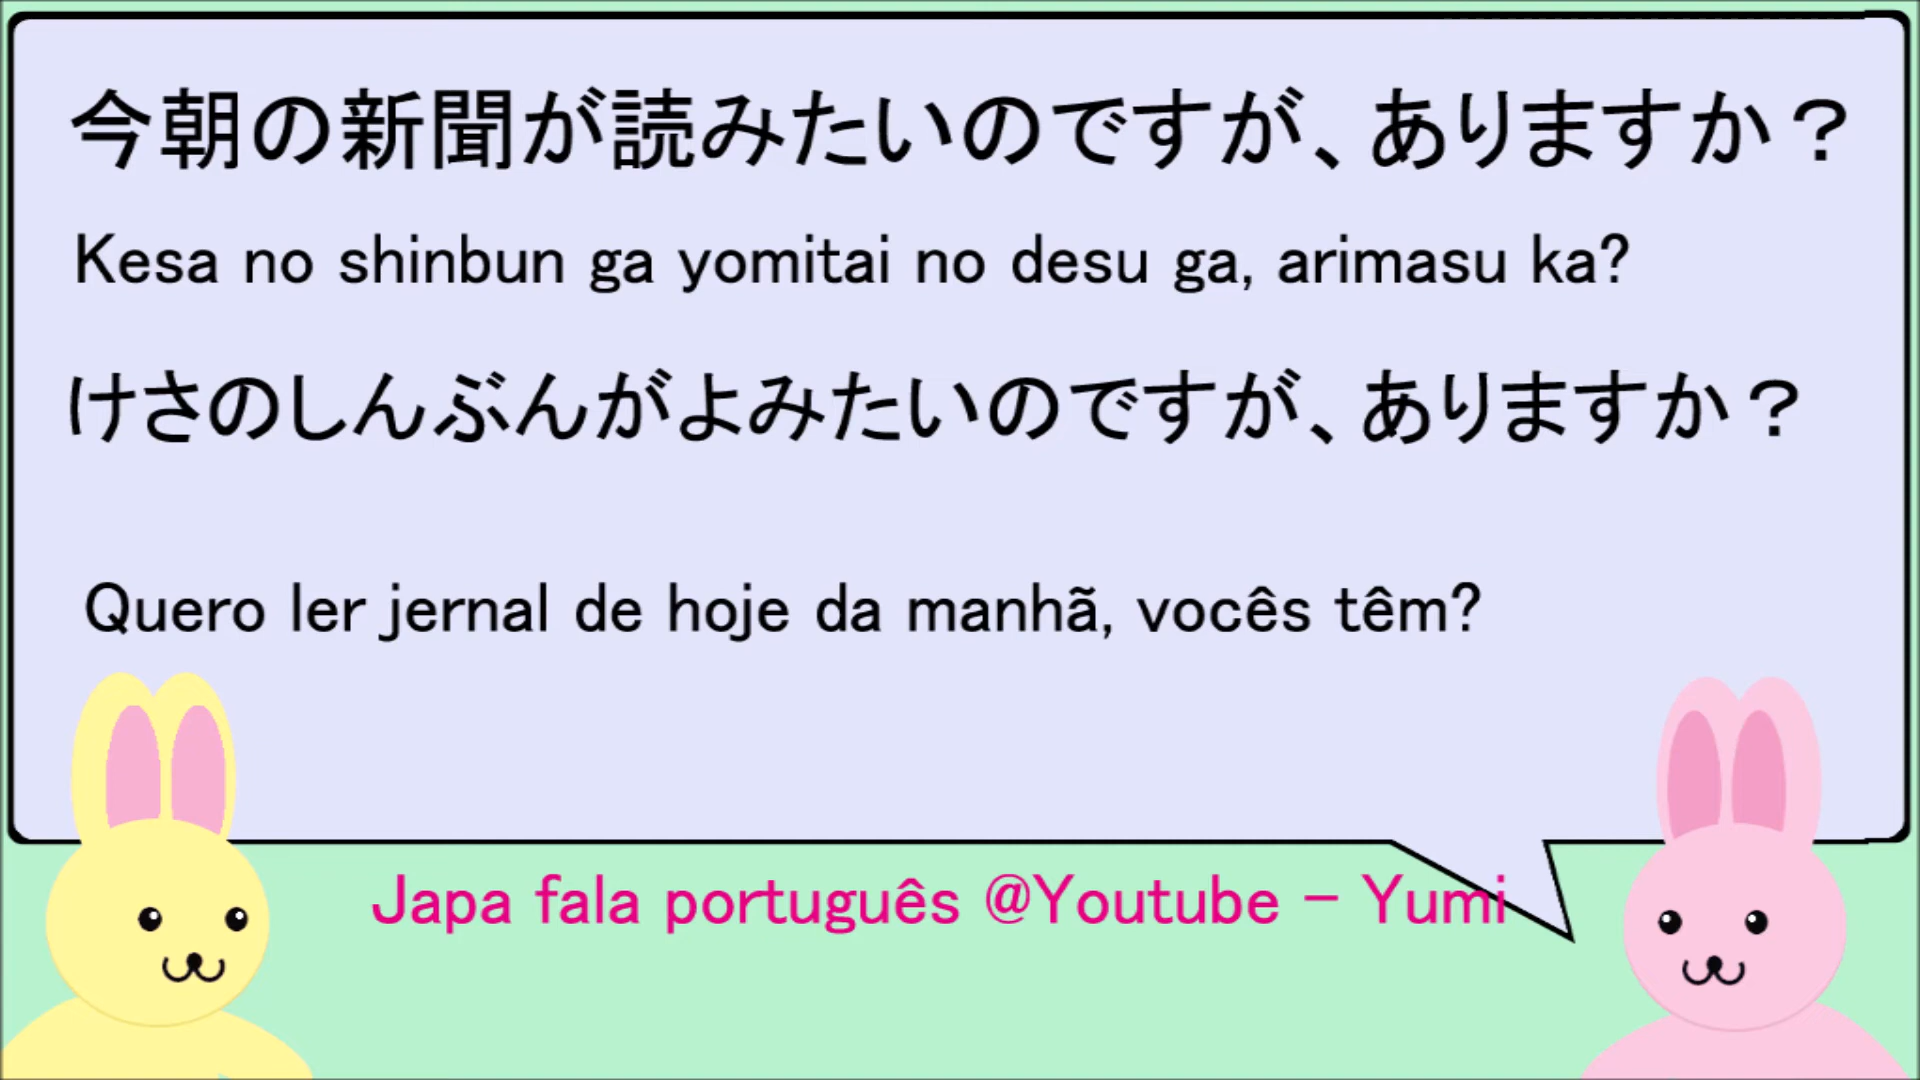 今朝の新聞が読みたいのですが、ありますか？
Kesa no shinbun ga yomitai no desu ga, arimasu ka?
けさのしんぶんがよみたいのですが、ありますか？
Quero ler jernal de hoje da manhã, vocês têm?
Japa fala português @Youtube - Yumi